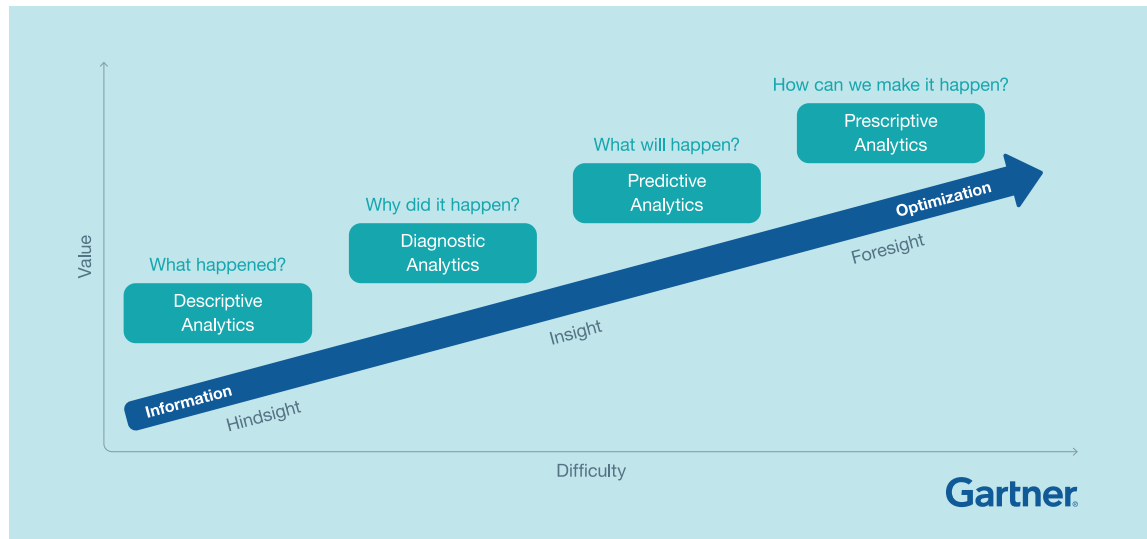 How can we make it happen?
Prescriptive
Analytics
What will happen?
Predictive
Analytics
Why did it happen?
Diagnostic
Analytics
What happened?
Descriptive
Analytics
Value
Information
Hindsight
Insight
Foresight
Optimization
Difficulty
Gartner®